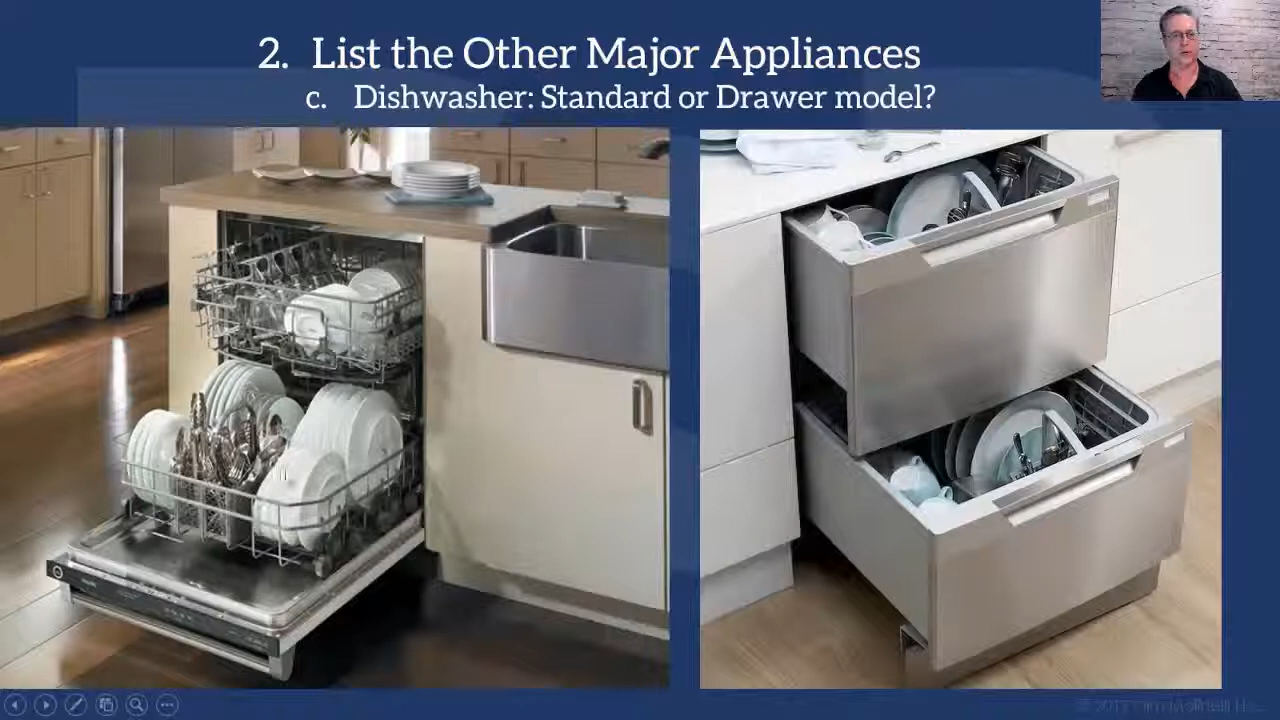 2. List the Other Major Appliances
c. Dishwasher: Standard or Drawer model?